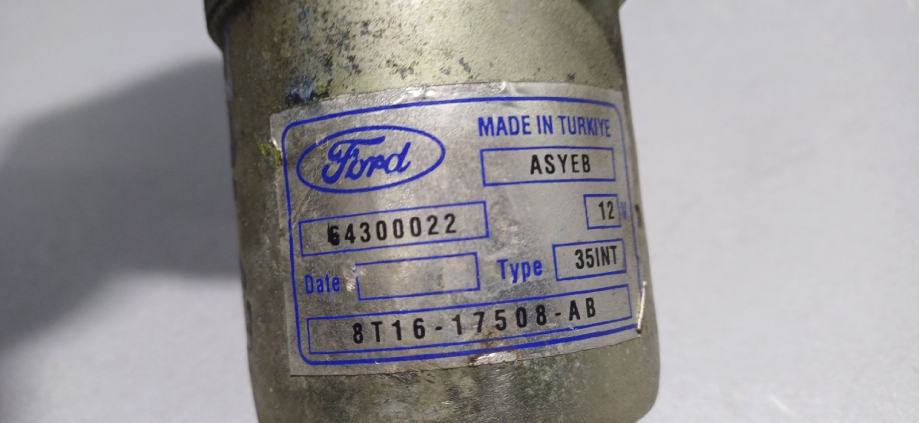 Ford
MADE IN TURKIYE
ASYEB
64300022
12
Date
Type 35INT
8T16-17508-AB